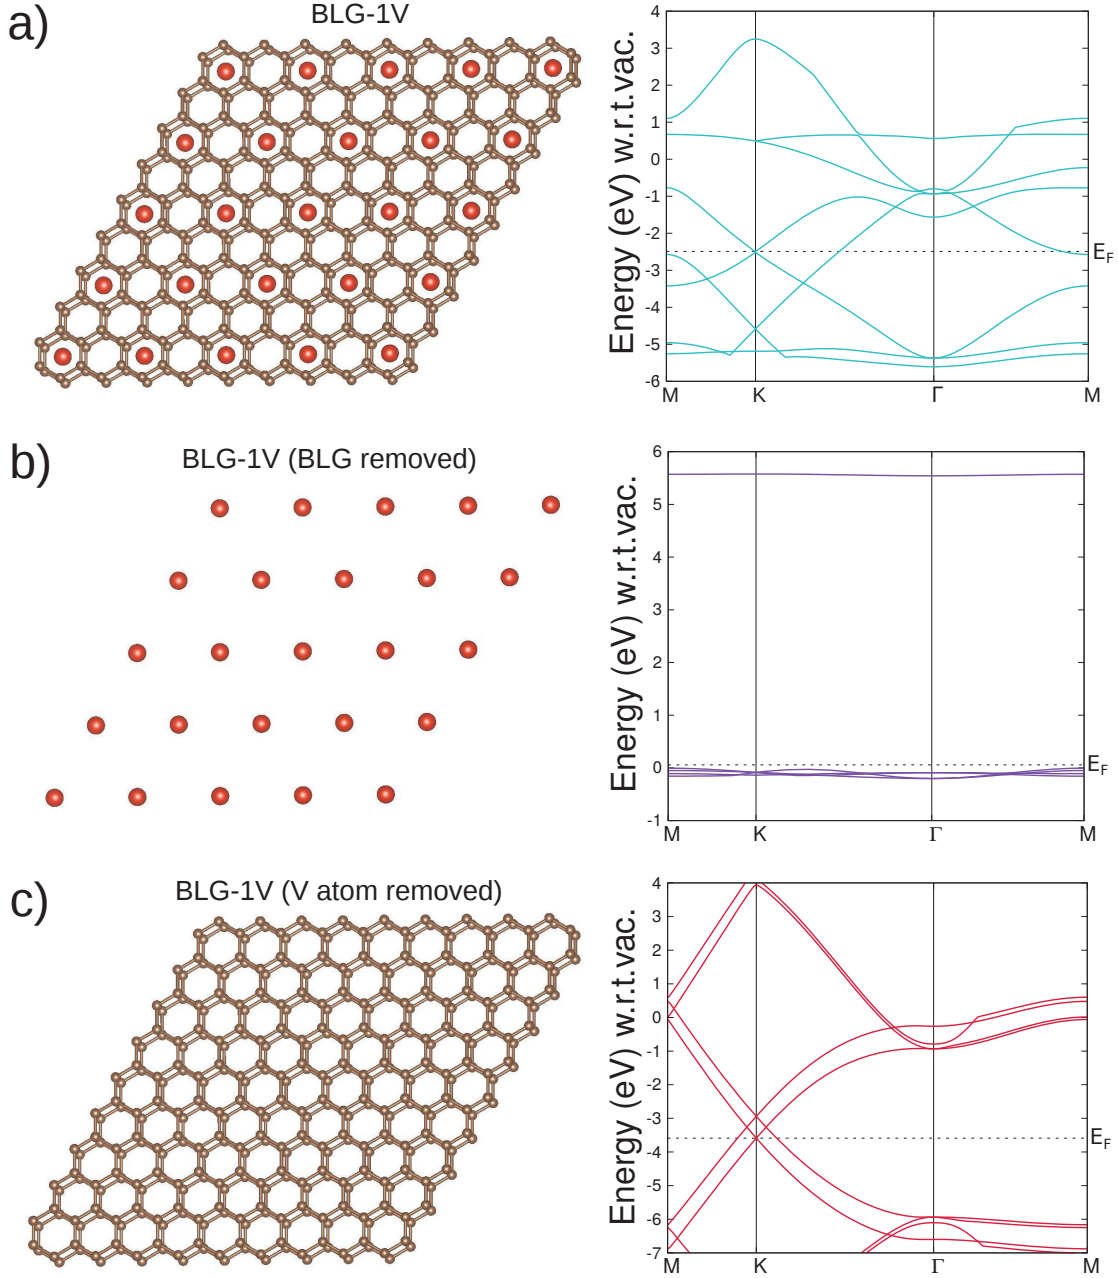 a)
BLG-1V
Energy (eV) w.r.t.vac.
4
3
2
1
0
-1
-2
-3
-4
-5
-6
M K Γ M
E_F
b)
BLG-1V (BLG removed)
Energy (eV) w.r.t.vac.
6
5
4
3
2
1
0
-1
M K Γ M
E_F
c)
BLG-1V (V atom removed)
Energy (eV) w.r.t.vac.
4
3
2
1
0
-1
-2
-3
-4
-5
-6
-7
M K Γ M
E_F